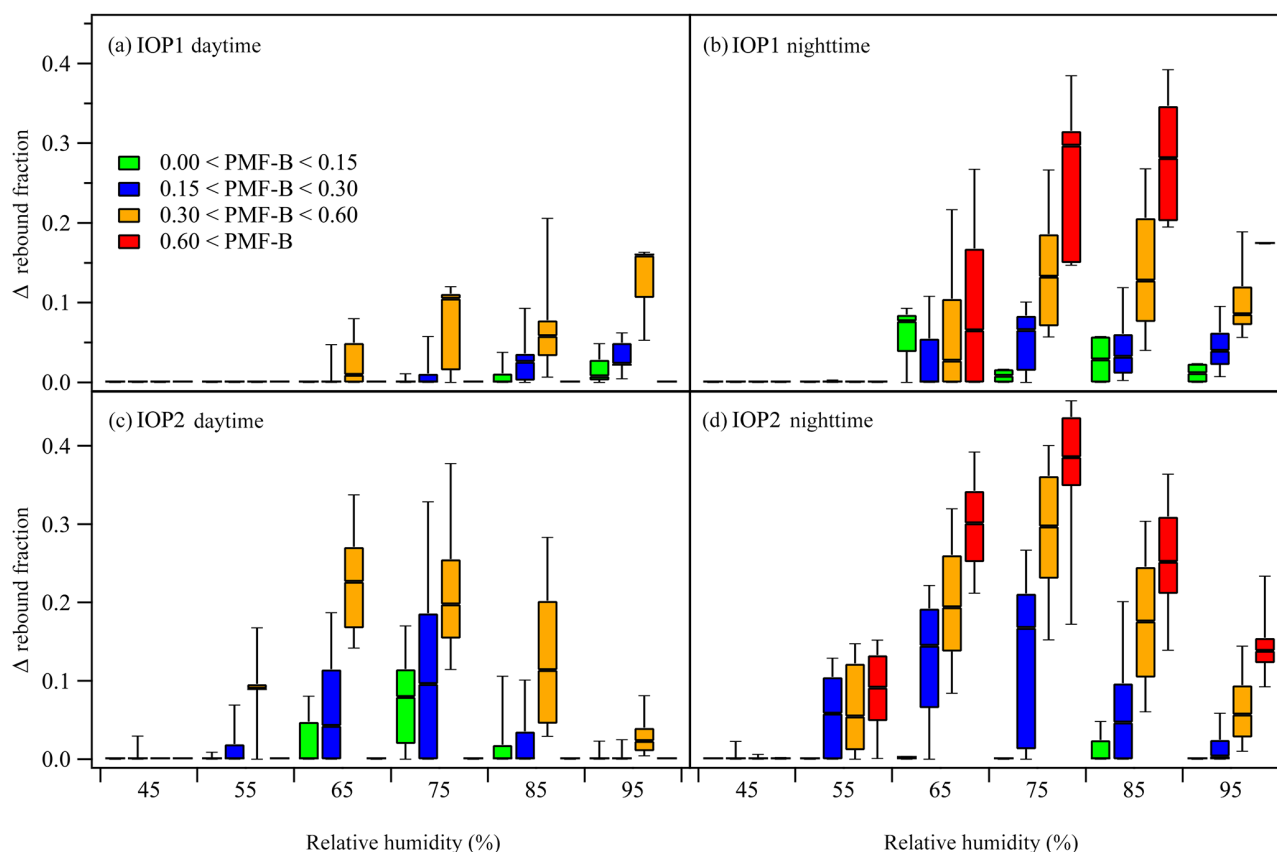 (a) IOP1 daytime
(b) IOP1 nighttime
0.4
0.3
0.2
0.1
0.0
Δ rebound fraction
0.00 < PMF-B < 0.15
0.15 < PMF-B < 0.30
0.30 < PMF-B < 0.60
0.60 < PMF-B
(c) IOP2 daytime
(d) IOP2 nighttime
0.4
0.3
0.2
0.1
0.0
Δ rebound fraction
45 55 65 75 85 95
45 55 65 75 85 95
Relative humidity (%)
Relative humidity (%)